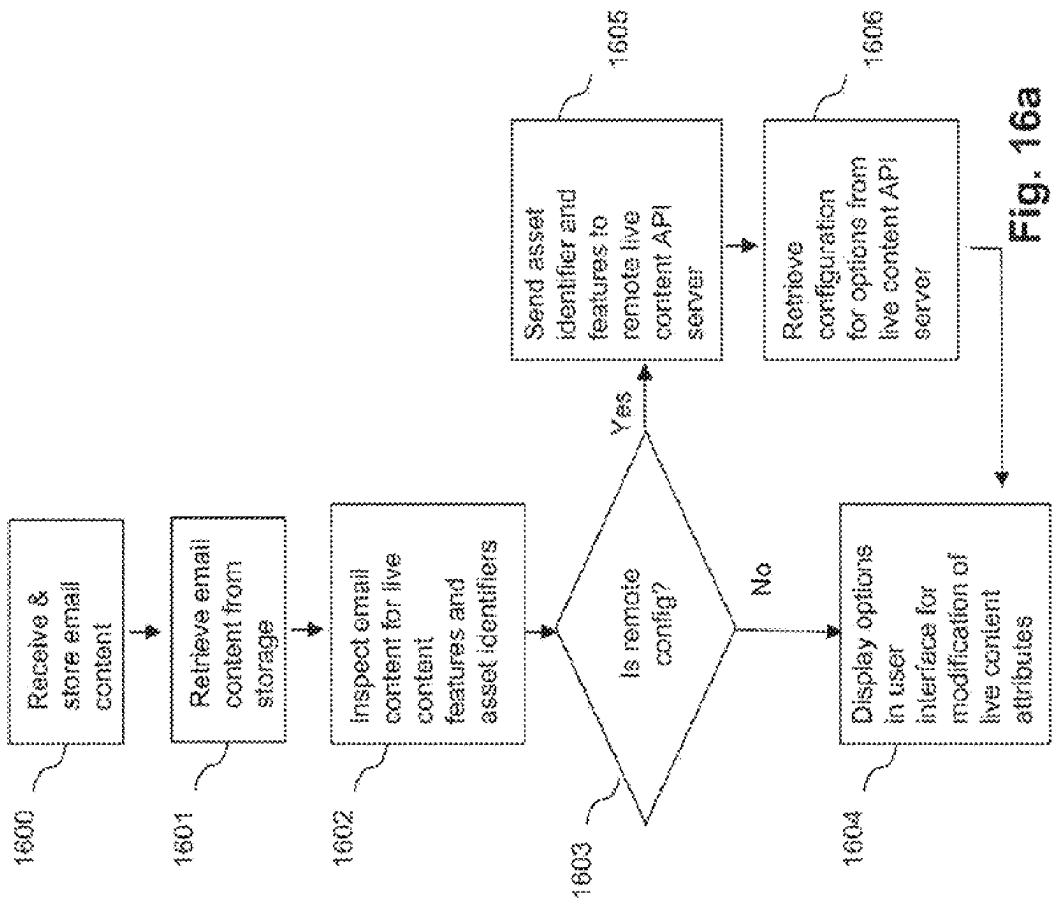 1600
Receive &
store email
content
1601
Retrieve email
content from
storage
1602
Inspect email
content for live
content
features and
asset identifiers
1603
Is remote
config?
Yes
No
1605
Send asset
identifier and
features to
remote live
content API
server
1606
Retrieve
configuration
for options from
live content API
server
1604
Display options
in user
interface for
modification of
live content
attributes
Fig. 16a